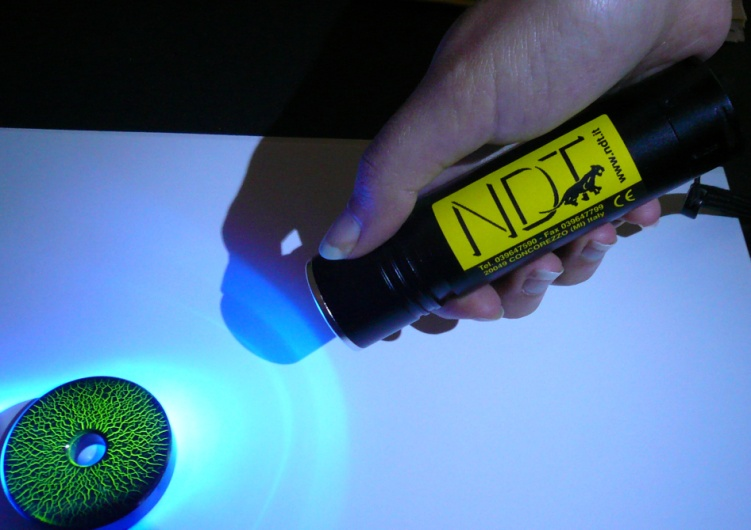 NDT
www.ndt.it
Tel. 039647590 - Fax 039647799
20049 CONCOREZZO (MI) Italy
CE